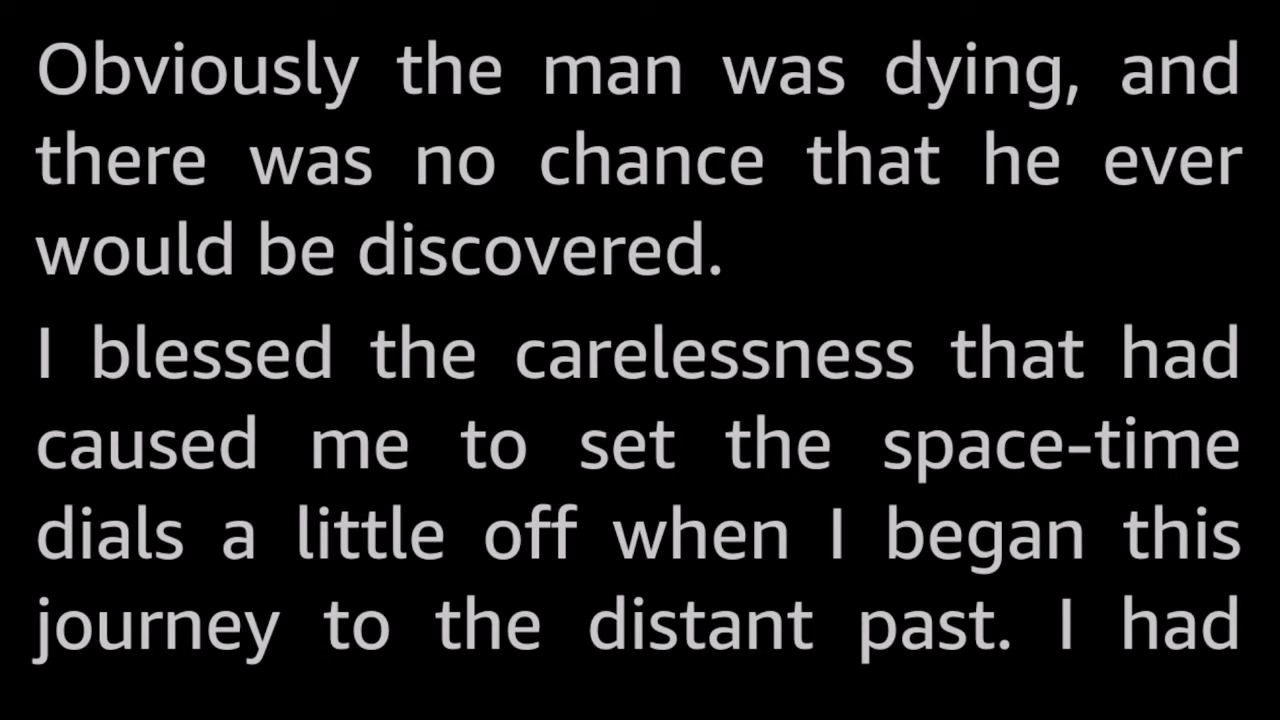 Obviously the man was dying, and
there was no chance that he ever
would be discovered.
I blessed the carelessness that had
caused me to set the space-time
dials a little off when I began this
journey to the distant past. I had